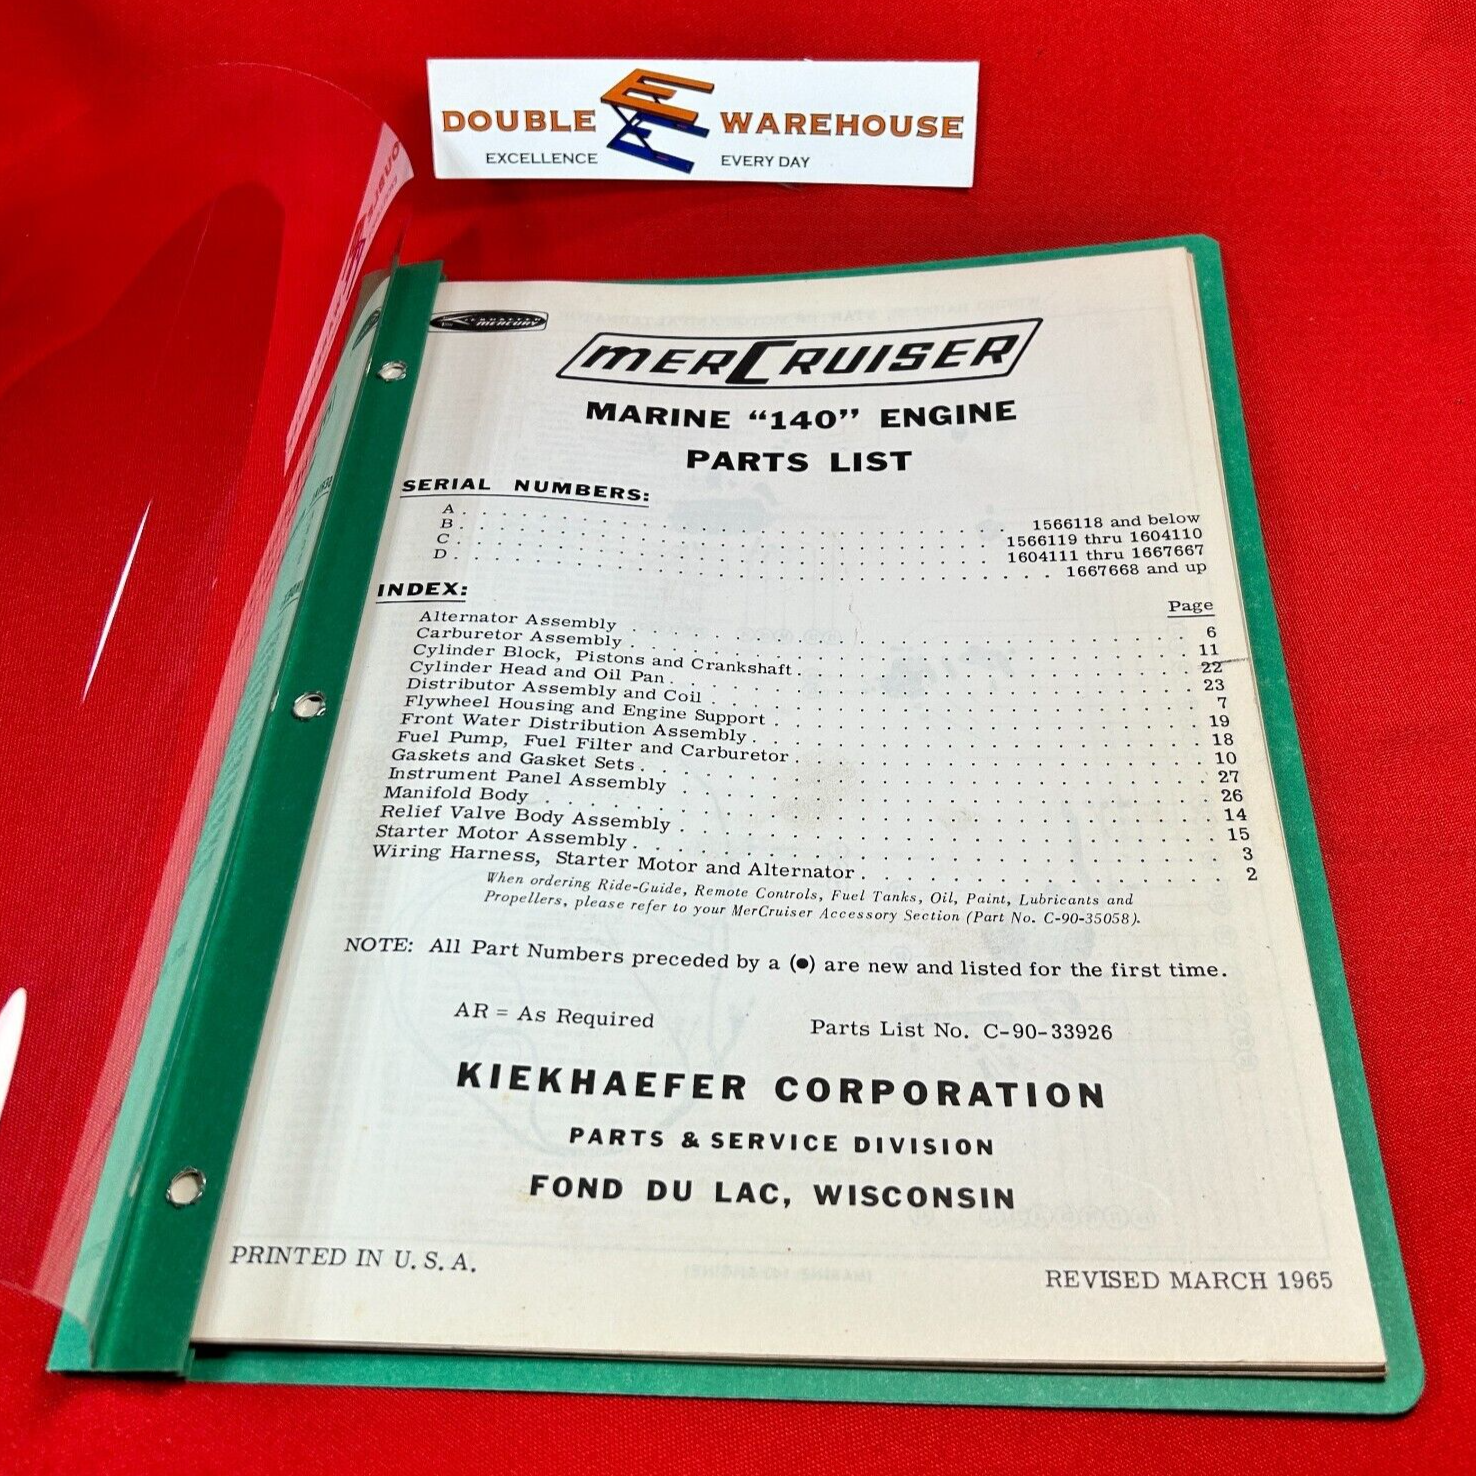 DOUBLE EE WAREHOUSE
EXCELLENCE EVERY DAY
KIEKHAEFER MERCURY
MERCRUISER
MARINE “140” ENGINE
PARTS LIST
SERIAL NUMBERS:
A . . . . . . . . . . 1566118 and below
B . . . . . . . . . . 1566119 thru 1604110
C . . . . . . . . . . 1604111 thru 1667667
D . . . . . . . . . . 1667668 and up
INDEX:
Page
Alternator Assembly . . . . . . . . . . 6
Carburetor Assembly . . . . . . . . . . 11
Cylinder Block, Pistons and Crankshaft . . . . . . . . . . 22
Cylinder Head and Oil Pan . . . . . . . . . . 23
Distributor Assembly and Coil . . . . . . . . . . 7
Flywheel Housing and Engine Support . . . . . . . . . . 19
Front Water Distribution Assembly . . . . . . . . . . 18
Fuel Pump, Fuel Filter and Carburetor . . . . . . . . . . 10
Gaskets and Gasket Sets . . . . . . . . . . 27
Instrument Panel Assembly . . . . . . . . . . 26
Manifold Body . . . . . . . . . . 14
Relief Valve Body Assembly . . . . . . . . . . 15
Starter Motor Assembly . . . . . . . . . . 3
Wiring Harness, Starter Motor and Alternator . . . . . . . . . . 2
When ordering Ride-Guide, Remote Controls, Fuel Tanks, Oil, Paint, Lubricants and
Propellers, please refer to your MerCruiser Accessory Section (Part No. C-90-35058).
NOTE: All Part Numbers preceded by a (●) are new and listed for the first time.
AR = As Required Parts List No. C-90-33926
KIEKHAEFER CORPORATION
PARTS & SERVICE DIVISION
FOND DU LAC, WISCONSIN
PRINTED IN U.S.A. REVISED MARCH 1965